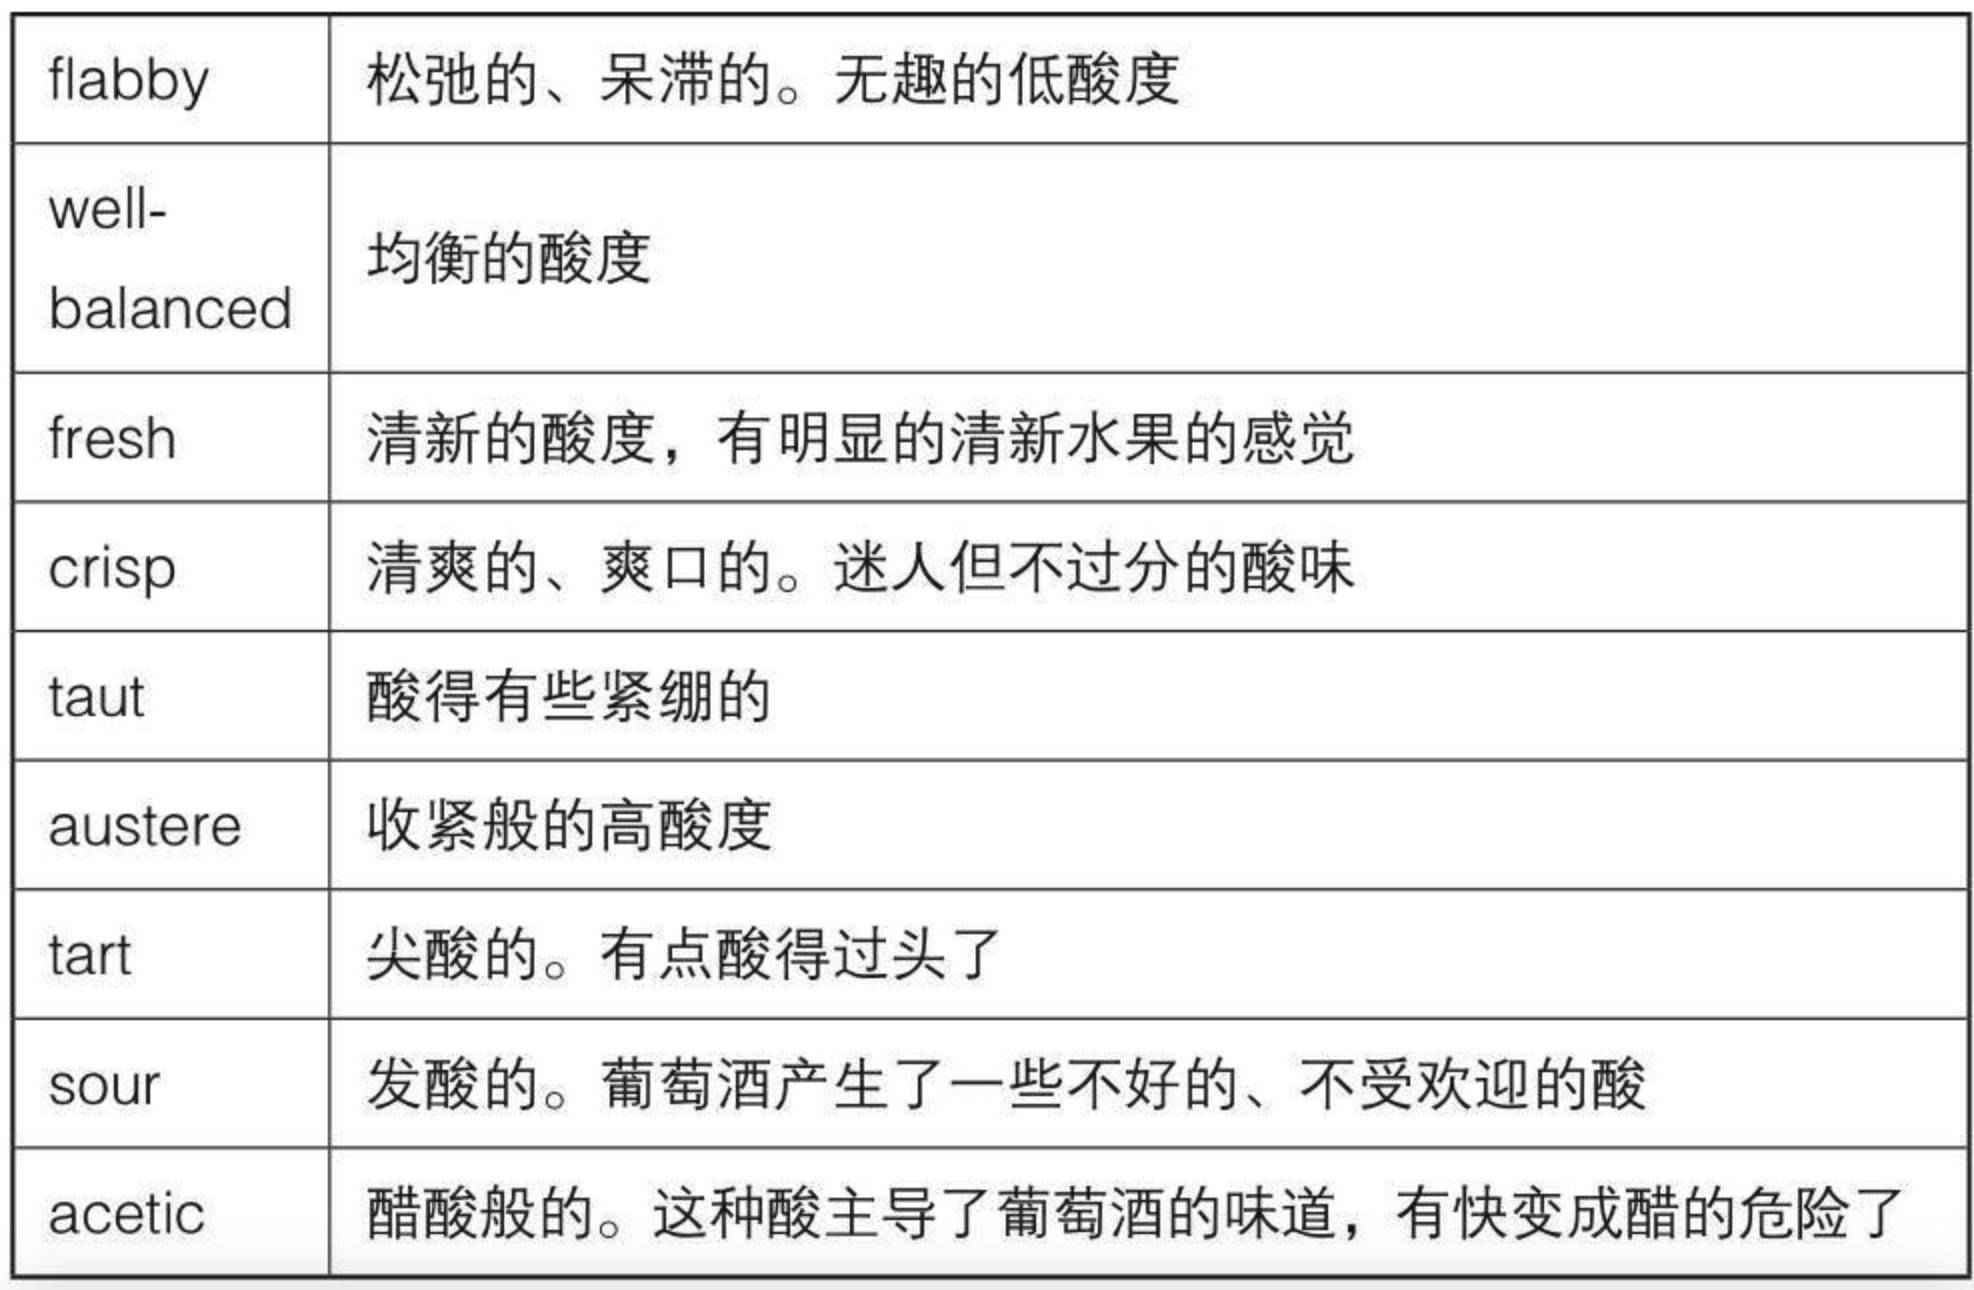 flabby 松弛的、呆滞的。无趣的低酸度
well-
balanced 均衡的酸度
fresh 清新的酸度，有明显的清新水果的感觉
crisp 清爽的、爽口的。迷人但不过分的酸味
taut 酸得有些紧绷的
austere 收紧般的高酸度
tart 尖酸的。有点酸得过头了
sour 发酸的。葡萄酒产生了一些不好的、不受欢迎的酸
acetic 醋酸般的。这种酸主导了葡萄酒的味道，有快变成醋的危险了